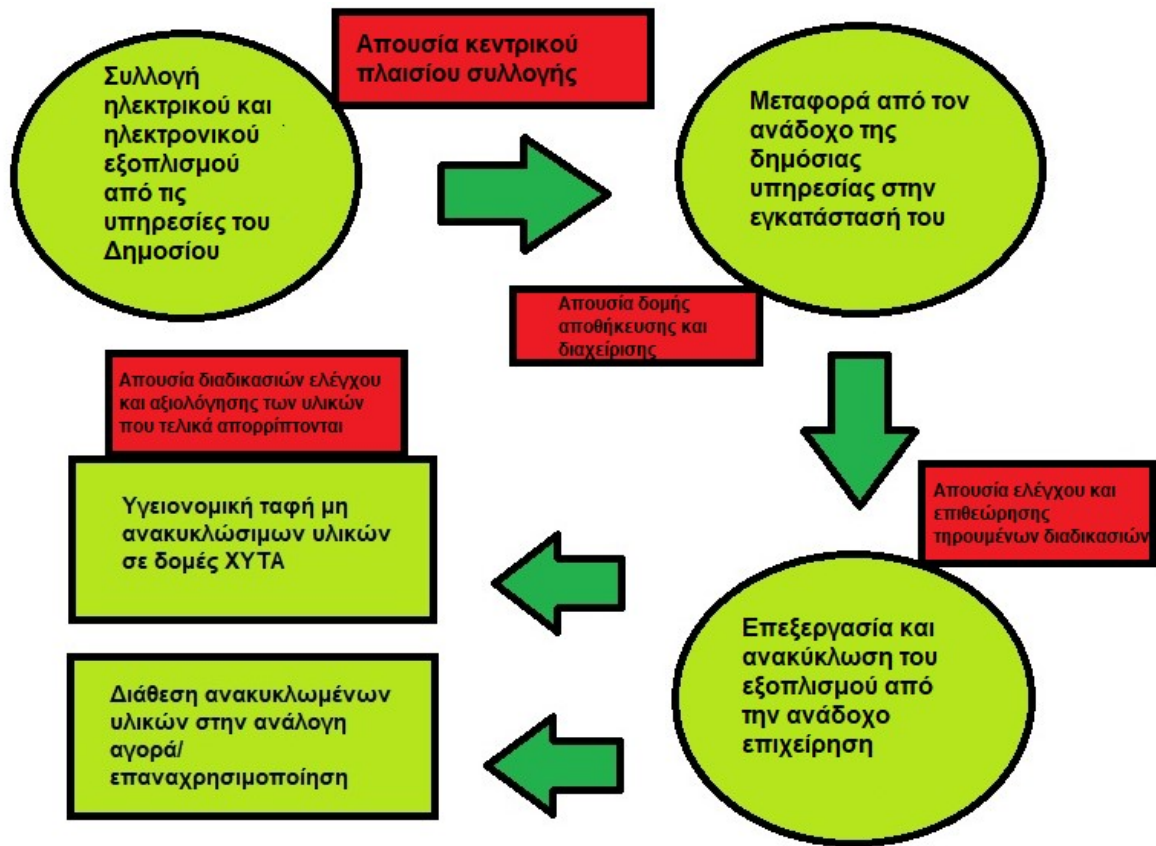 Συλλογή
ηλεκτρικού και
ηλεκτρονικού
εξοπλισμού
από τις
υπηρεσίες του
Δημοσίου
Απουσία κεντρικού
πλαισίου συλλογής
Μεταφορά από τον
ανάδοχο της
δημόσιας
υπηρεσίας στην
εγκατάστασή του
Απουσία δομής
αποθήκευσης και
διαχείρισης
Απουσία ελέγχου και
επιθεώρησης
τηρουμένων διαδικασιών
Επεξεργασία και
ανακύκλωση του
εξοπλισμού από
την ανάδοχο
επιχείρηση
Απουσία διαδικασιών ελέγχου
και αξιολόγησης των υλικών
που τελικά απορρίπτονται
Υγειονομική ταφή μη
ανακυκλώσιμων υλικών
σε δομές ΧΥΤΑ
Διάθεση ανακυκλωμένων
υλικών στην ανάλογη
αγορά/
επαναχρησιμοποίηση